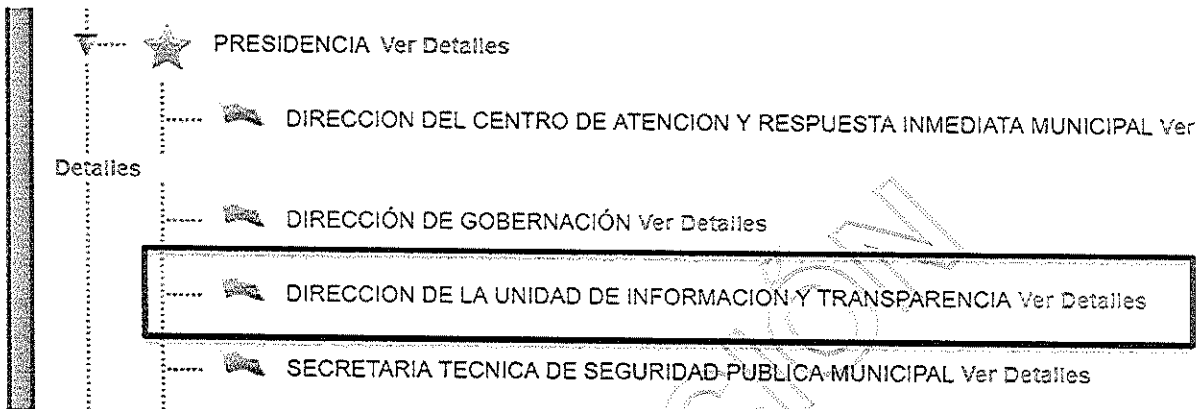 PRESIDENCIA Ver Detalles
DIRECCION DEL CENTRO DE ATENCION Y RESPUESTA INMEDIATA MUNICIPAL Ver
Detalles
DIRECCIÓN DE GOBERNACIÓN Ver Detalles
DIRECCION DE LA UNIDAD DE INFORMACION Y TRANSPARENCIA Ver Detalles
SECRETARIA TECNICA DE SEGURIDAD PUBLICA MUNICIPAL Ver Detalles